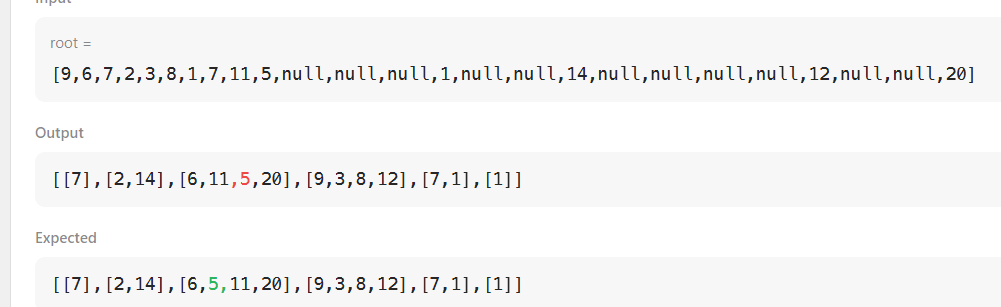 Input
root =
[9,6,7,2,3,8,1,7,11,5,null,null,null,1,null,null,14,null,null,null,null,12,null,null,20]
Output
[[7],[2,14],[6,11,5,20],[9,3,8,12],[7,1],[1]]
Expected
[[7],[2,14],[6,5,11,20],[9,3,8,12],[7,1],[1]]